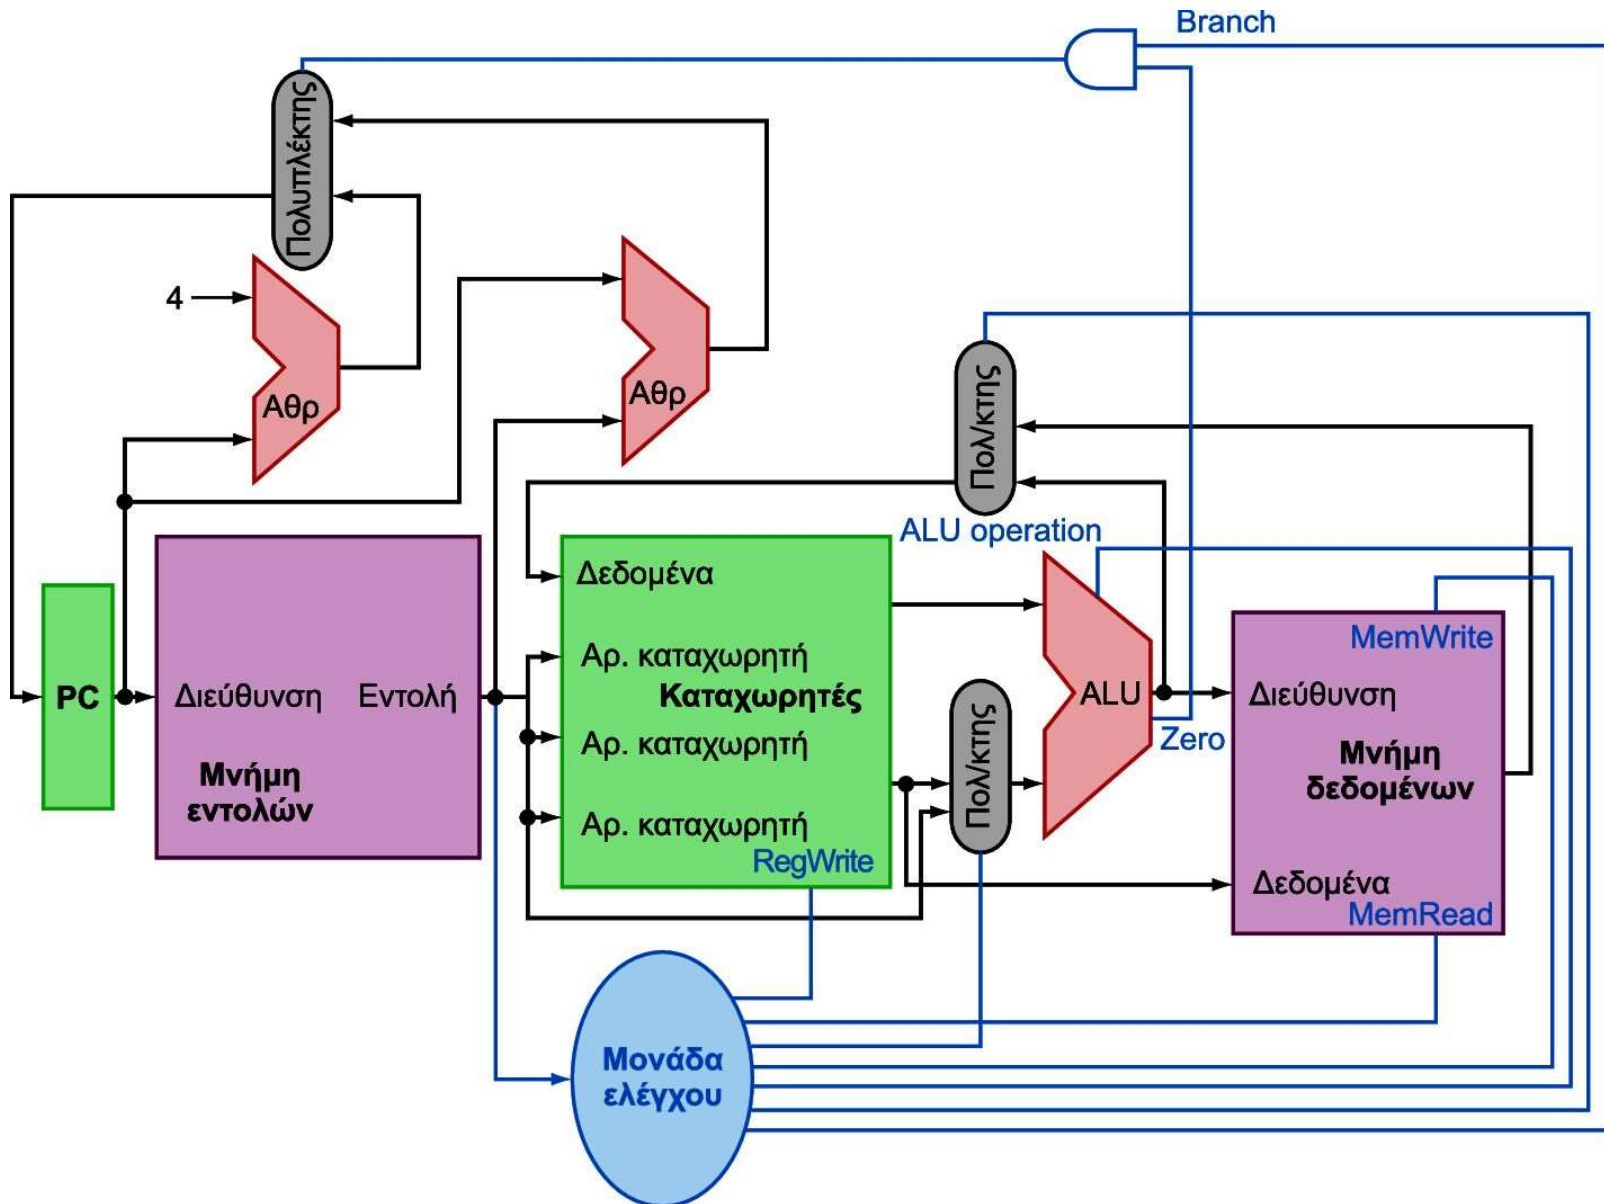 Branch
Πολυπλέκτης
4
Αθρ
Αθρ
Πολ/κτης
ALU operation
Δεδομένα
Αρ. καταχωρητή
Καταχωρητές
Αρ. καταχωρητή
Αρ. καταχωρητή
RegWrite
PC
Διεύθυνση
Εντολή
Μνήμη
εντολών
Πολ/κτης
ALU
Zero
MemWrite
Διεύθυνση
Μνήμη
δεδομένων
Δεδομένα
MemRead
Μονάδα
ελέγχου